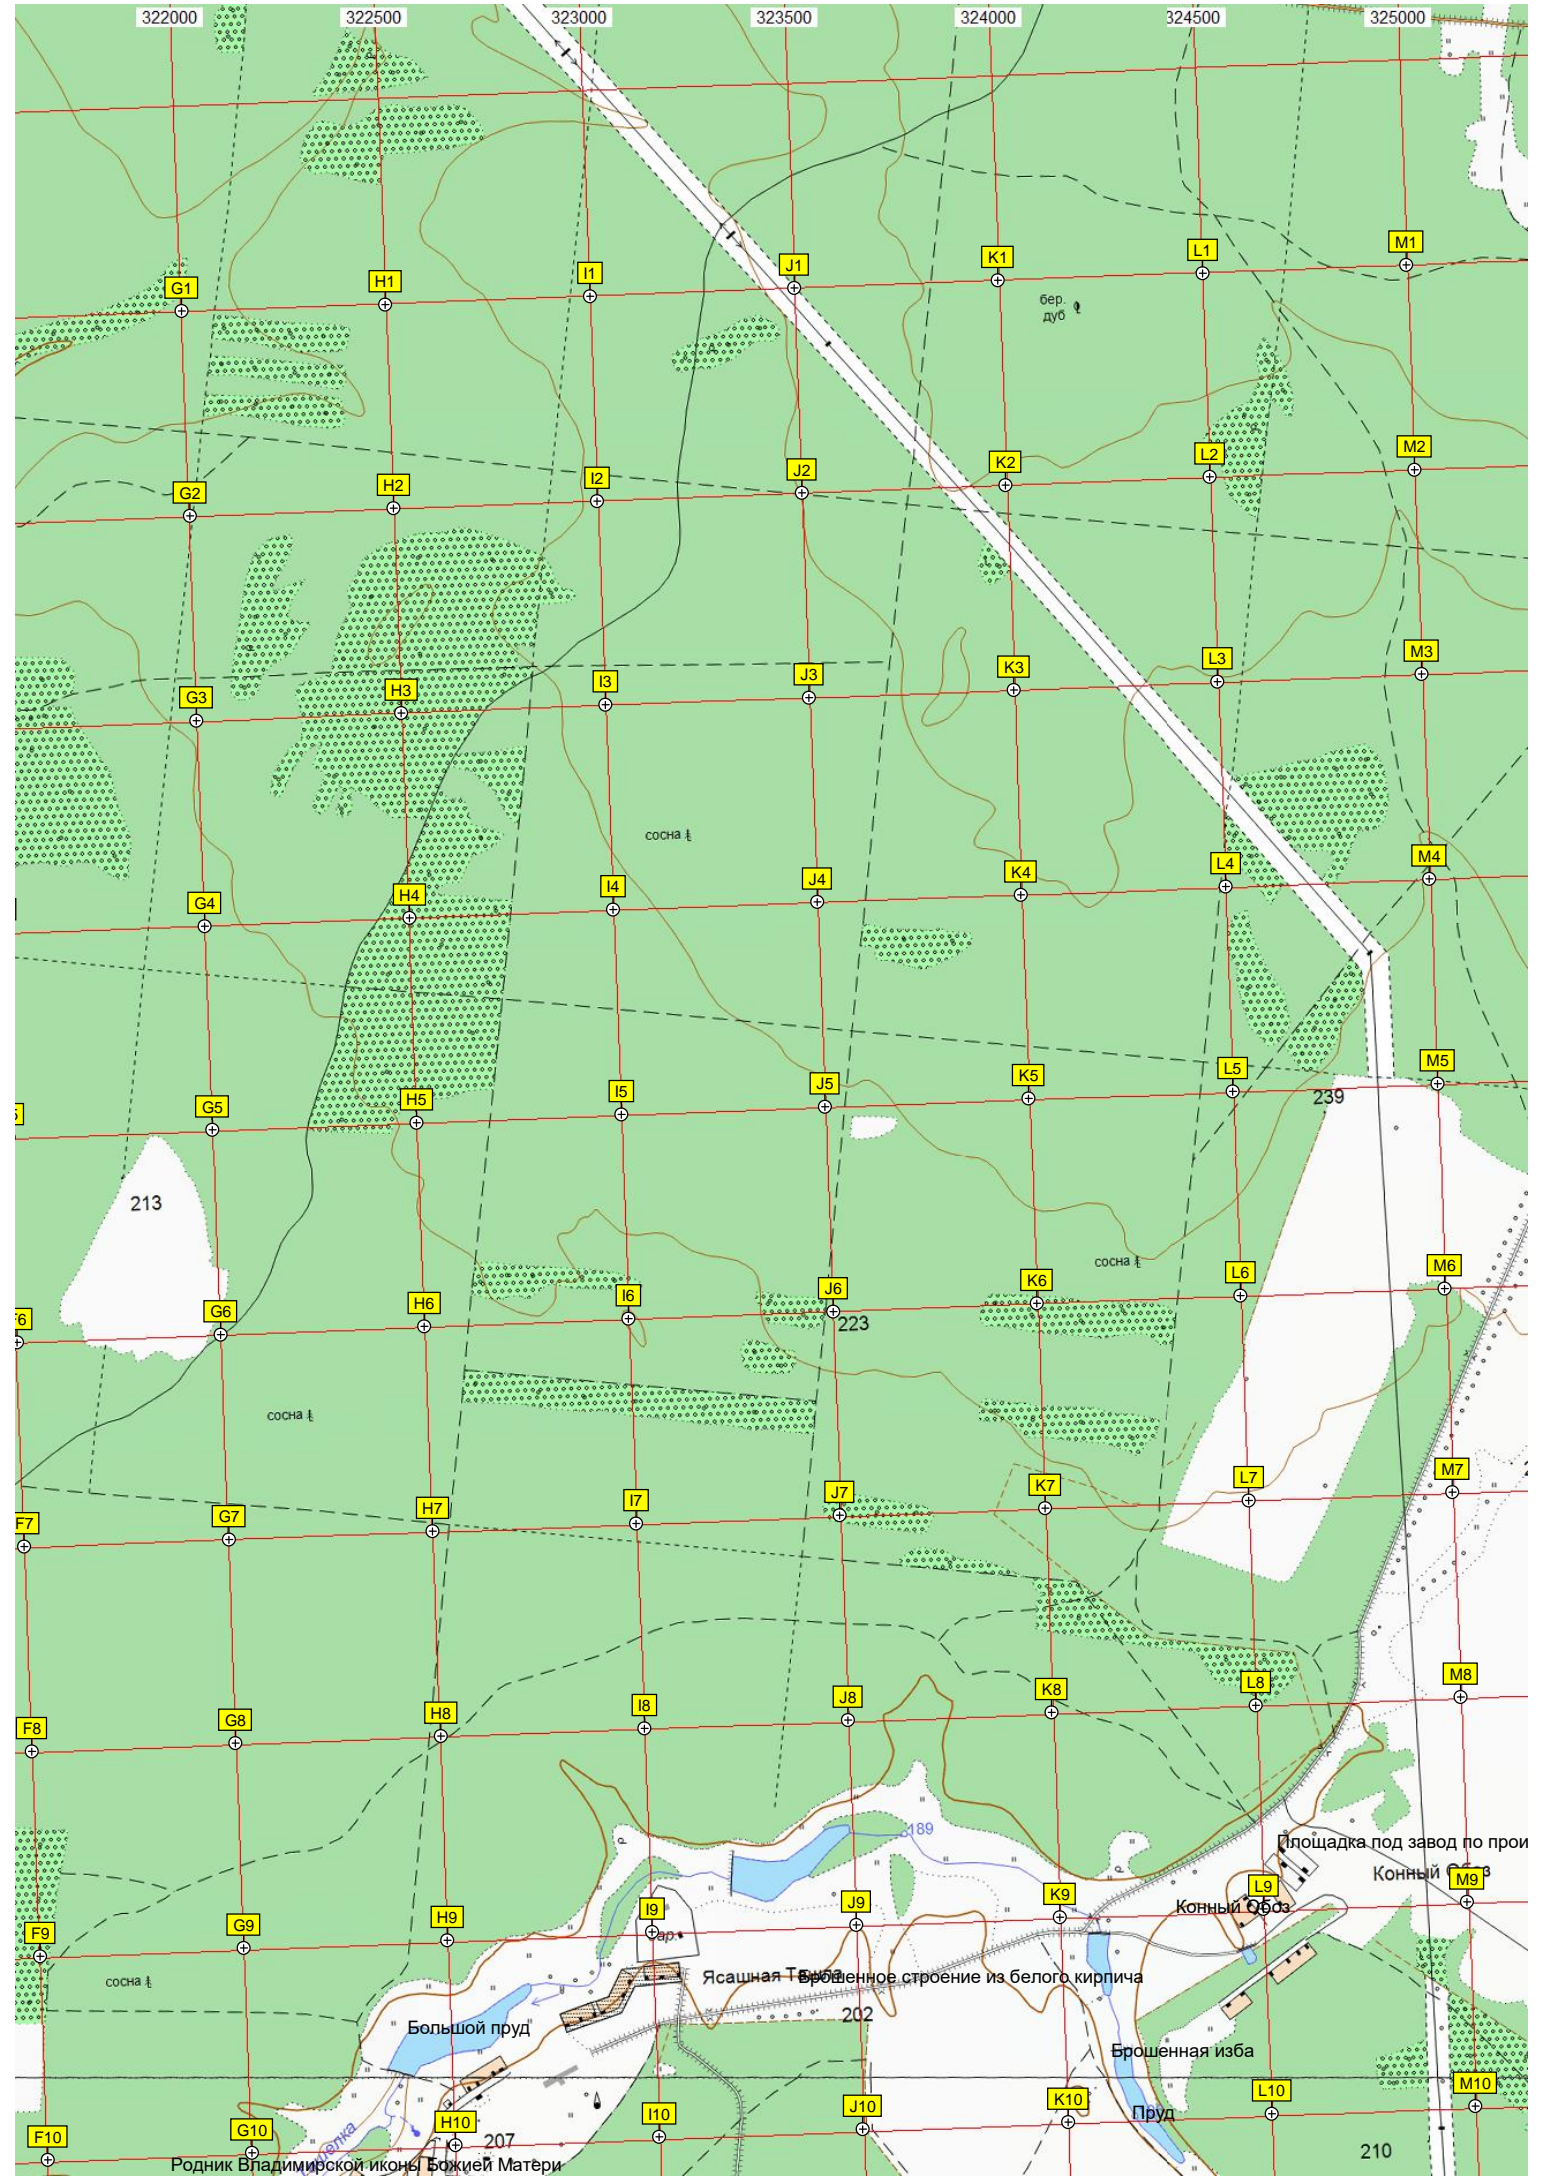 322000 322500 323000 323500 324000 324500 325000
G1 H1 I1 J1 K1 L1 M1
бер.
дуб
G2 H2 I2 J2 K2 L2 M2
G3 H3 I3 J3 K3 L3 M3
сосна
G4 H4 I4 J4 K4 L4 M4
G5 H5 I5 J5 K5 L5 M5
239
213
сосна
F6 G6 H6 I6 J6 K6 L6 M6
223
сосна
F7 G7 H7 I7 J7 K7 L7 M7
F8 G8 H8 I8 J8 K8 L8 M8
189
р
р
Площадка под завод по прои
Конный Обоз
F9 G9 H9 I9 J9 K9 L9 M9
Конный Обоз
сосна
Ясашная Ташла
Брошенное строение из белого кирпича
202
Большой пруд
Брошенная изба
F10 G10 H10 I10 J10 K10 L10 M10
Пруд
207
210
Родник Владимирской иконы Божией Матери